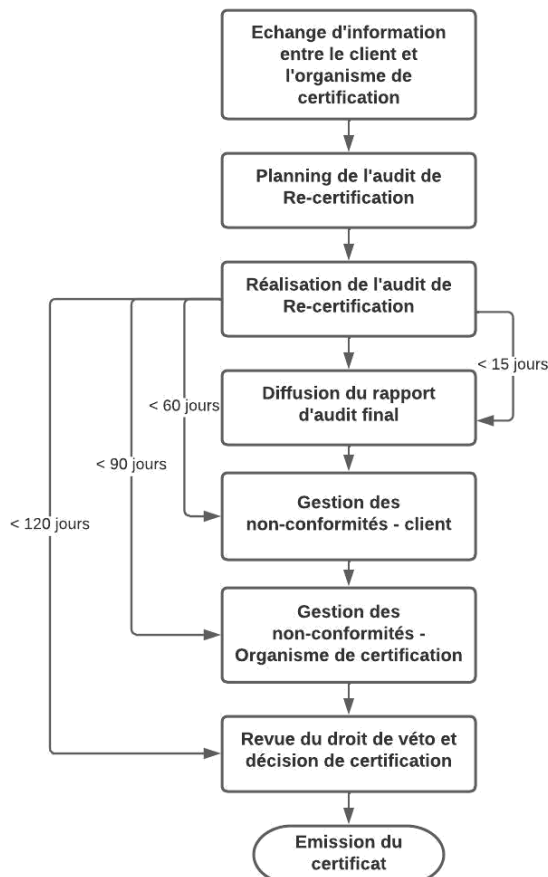 Echange d'information
entre le client et
l'organisme de
certification
Planning de l'audit de
Re-certification
Réalisation de l'audit de
Re-certification
< 15 jours
Diffusion du rapport
d'audit final
< 60 jours
< 90 jours
Gestion des
non-conformités - client
< 120 jours
Gestion des
non-conformités -
Organisme de certification
Revue du droit de véto et
décision de certification
Emission du
certificat